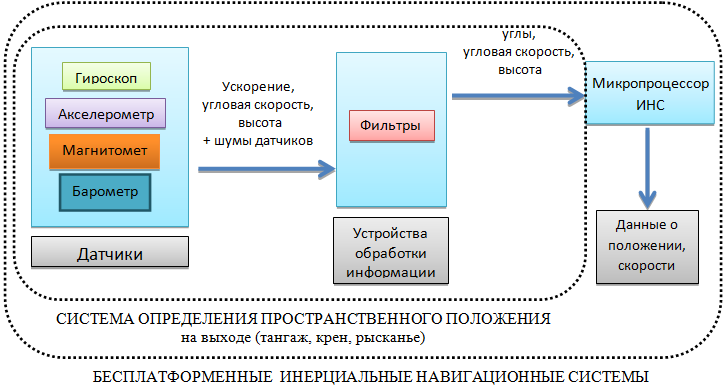 Гироскоп
Акселерометр
Магнитомет
Барометр
Датчики
Ускорение,
угловая скорость,
высота
+ шумы датчиков
Фильтры
Устройства
обработки
информации
углы,
угловая скорость,
высота
Микропроцессор
ИНС
Данные о
положении,
скорости
СИСТЕМА ОПРЕДЕЛЕНИЯ ПРОСТРАНСТВЕННОГО ПОЛОЖЕНИЯ
на выходе (тангаж, крен, рысканье)
БЕСПЛАТФОРМЕННЫЕ ИНЕРЦИАЛЬНЫЕ НАВИГАЦИОННЫЕ СИСТЕМЫ